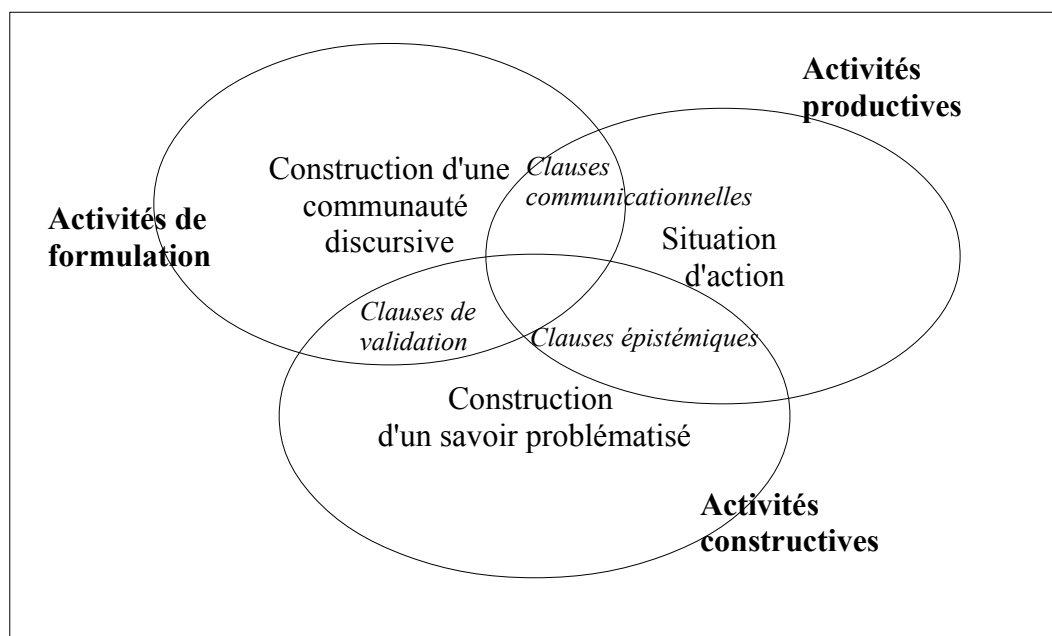 Activités
productives
Construction d'une
communauté
discursive
Clauses
communicationnelles
Activités de
formulation
Situation
d'action
Clauses de
validation
Clauses épistémiques
Construction
d'un savoir problématisé
Activités
constructives